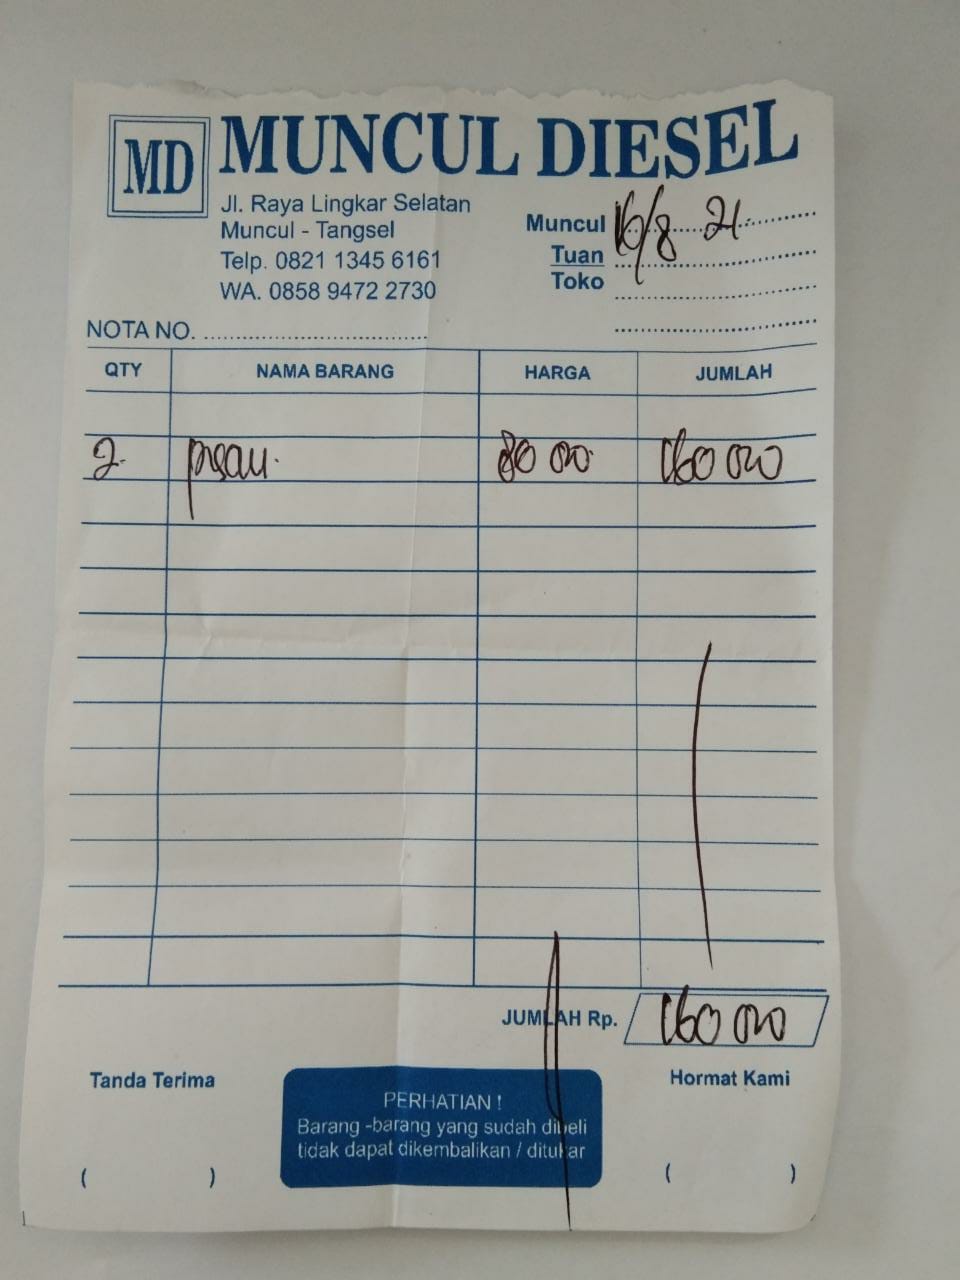 MD MUNCUL DIESEL
Jl. Raya Lingkar Selatan
Muncul - Tangsel
Telp. 0821 1345 6161
WA. 0858 9472 2730
Muncul 16/8 21
Tuan
Toko
NOTA NO.
QTY NAMA BARANG HARGA JUMLAH
2. 80 000 160 000
JUMLAH Rp. 160 000
Tanda Terima
Hormat Kami
PERHATIAN !
Barang -barang yang sudah dibeli
tidak dapat dikembalikan / ditukar
( )
( )